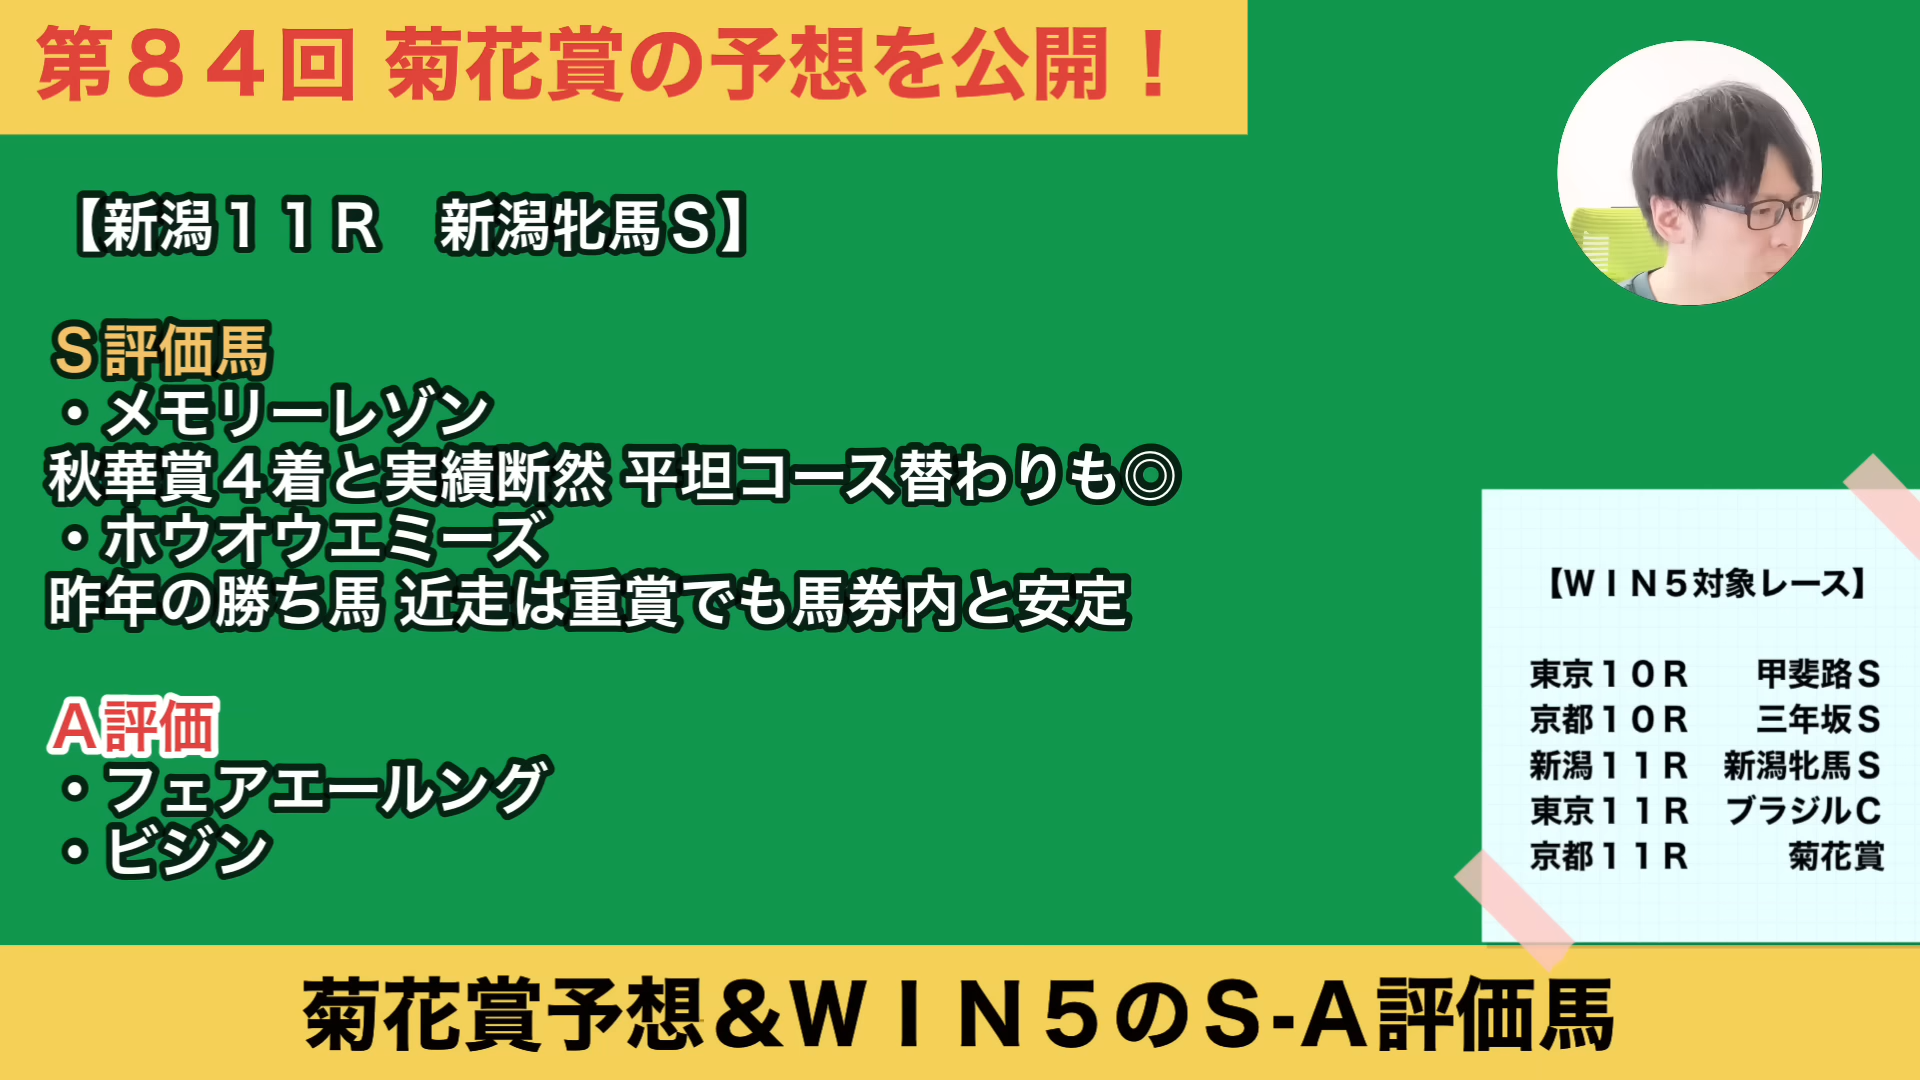 第８４回 菊花賞の予想を公開！
【新潟１１Ｒ　新潟牝馬Ｓ】
Ｓ評価馬
・メモリーレゾン
秋華賞４着と実績断然 平坦コース替わりも◎
・ホウオウエミーズ
昨年の勝ち馬 近走は重賞でも馬券内と安定
Ａ評価
・フェアエールング
・ビジン
【ＷＩＮ５対象レース】
東京１０Ｒ　　甲斐路Ｓ
京都１０Ｒ　　三年坂Ｓ
新潟１１Ｒ　新潟牝馬Ｓ
東京１１Ｒ　ブラジルＣ
京都１１Ｒ　　　菊花賞
菊花賞予想＆ＷＩＮ５のＳ-Ａ評価馬